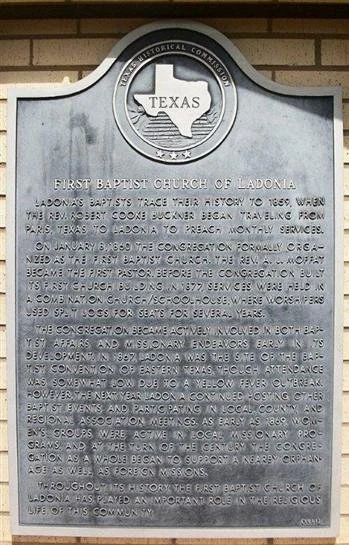 TEXAS HISTORICAL COMMISSION
TEXAS
FIRST BAPTIST CHURCH OF LADONIA
LADONIA'S BAPTISTS TRACE THEIR HISTORY TO 1859, WHEN
THE REV. ROBERT COOKE BUCKNER BEGAN TRAVELING FROM
PARIS, TEXAS, TO LADONIA TO PREACH MONTHLY SERVICES.
ON JANUARY 8, 1860, THE CONGREGATION FORMALLY ORGA-
NIZED AS THE FIRST BAPTIST CHURCH. THE REV. MOFFAT
BECAME THE FIRST PASTOR. BEFORE THE CONGREGATION BUILT
ITS FIRST CHURCH BUILDING IN 1877, SERVICES WERE HELD IN
A COMBINATION CHURCH/SCHOOLHOUSE, WHERE WORSHIPERS
USED SPLIT LOGS FOR SEATS FOR SEVERAL YEARS.
THE CONGREGATION BECAME ACTIVELY INVOLVED IN BOTH BAP-
TIST AFFAIRS AND MISSIONARY ENDEAVORS EARLY IN ITS
DEVELOPMENT. IN 1867, LADONIA WAS THE SITE OF THE BAP-
TIST CONVENTION OF EASTERN TEXAS, THOUGH ATTENDANCE
WAS SOMEWHAT LOW DUE TO A YELLOW FEVER OUTBREAK.
HOWEVER, THE NEXT YEAR LADONIA CONTINUED HOSTING OTHER
BAPTIST EVENTS AND PARTICIPATING IN LOCAL, COUNTY, AND
REGIONAL ASSOCIATION MEETINGS. AS EARLY AS 1869, WOM-
EN'S GROUPS WERE ACTIVE IN LOCAL MISSIONARY PRO-
GRAMS, AND AT THE TURN OF THE CENTURY THE CONGRE-
GATION AS A WHOLE BEGAN TO SUPPORT A NEARBY ORPHAN-
AGE AS WELL AS FOREIGN MISSIONS.
THROUGHOUT ITS HISTORY, THE FIRST BAPTIST CHURCH OF
LADONIA HAS PLAYED AN IMPORTANT ROLE IN THE RELIGIOUS
LIFE OF THIS COMMUNITY.